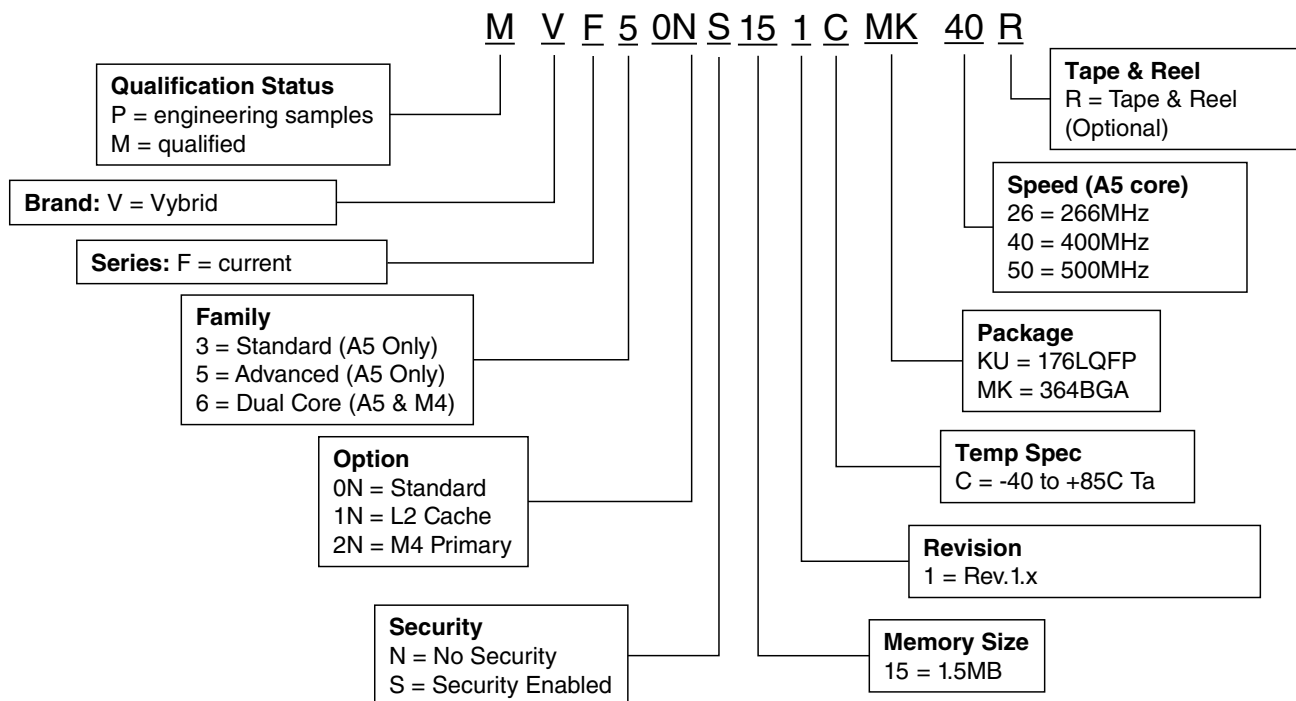 M V F 5 0N S 15 1 C MK 40 R
Qualification Status
P = engineering samples
M = qualified
Brand: V = Vybrid
Series: F = current
Family
3 = Standard (A5 Only)
5 = Advanced (A5 Only)
6 = Dual Core (A5 & M4)
Option
0N = Standard
1N = L2 Cache
2N = M4 Primary
Security
N = No Security
S = Security Enabled
Tape & Reel
R = Tape & Reel
(Optional)
Speed (A5 core)
26 = 266MHz
40 = 400MHz
50 = 500MHz
Package
KU = 176LQFP
MK = 364BGA
Temp Spec
C = -40 to +85C Ta
Revision
1 = Rev.1.x
Memory Size
15 = 1.5MB